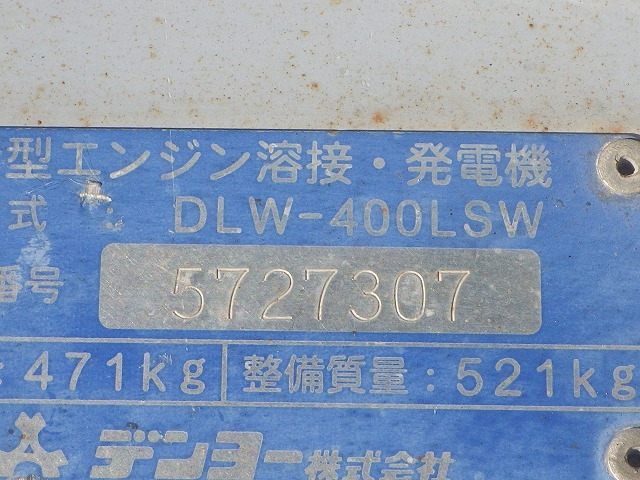 型エンジン溶接・発電機
式 : DLW-400LSW
番号 5727307
: 471kg 整備質量 : 521kg
デンヨー株式会社